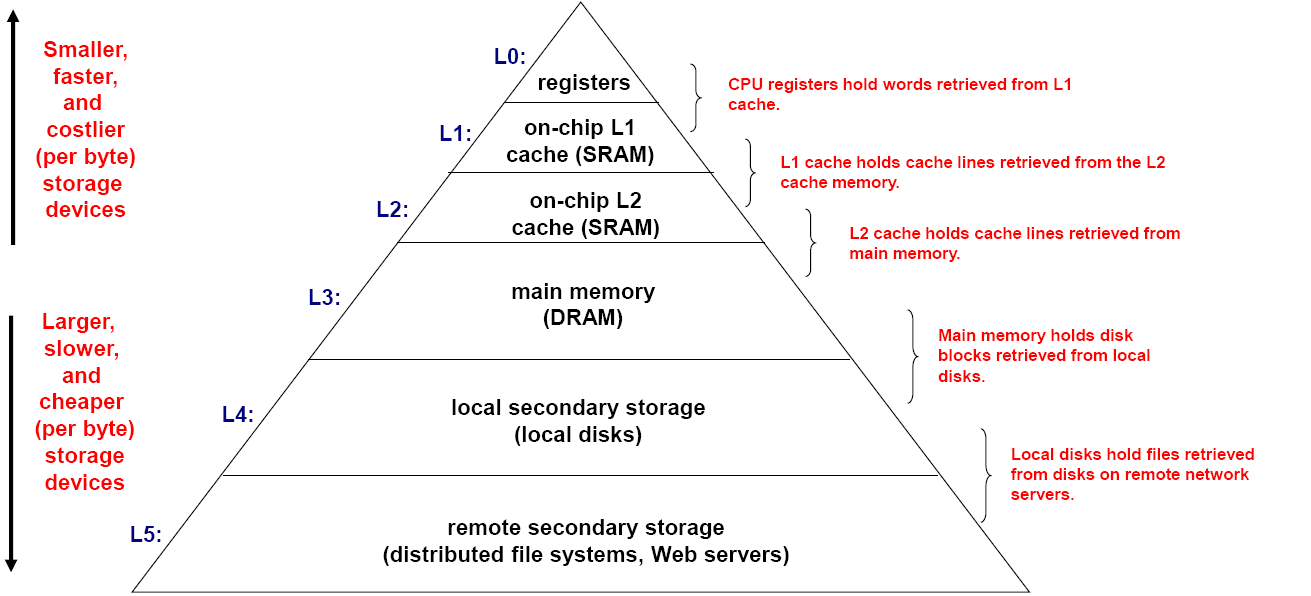 Smaller,
faster,
and
costlier
(per byte)
storage
devices
Larger,
slower,
and
cheaper
(per byte)
storage
devices
L0:
registers
L1:
on-chip L1
cache (SRAM)
L2:
on-chip L2
cache (SRAM)
L3:
main memory
(DRAM)
L4:
local secondary storage
(local disks)
L5:
remote secondary storage
(distributed file systems, Web servers)
CPU registers hold words retrieved from L1
cache.
L1 cache holds cache lines retrieved from the L2
cache memory.
L2 cache holds cache lines retrieved from
main memory.
Main memory holds disk
blocks retrieved from local
disks.
Local disks hold files retrieved
from disks on remote network
servers.